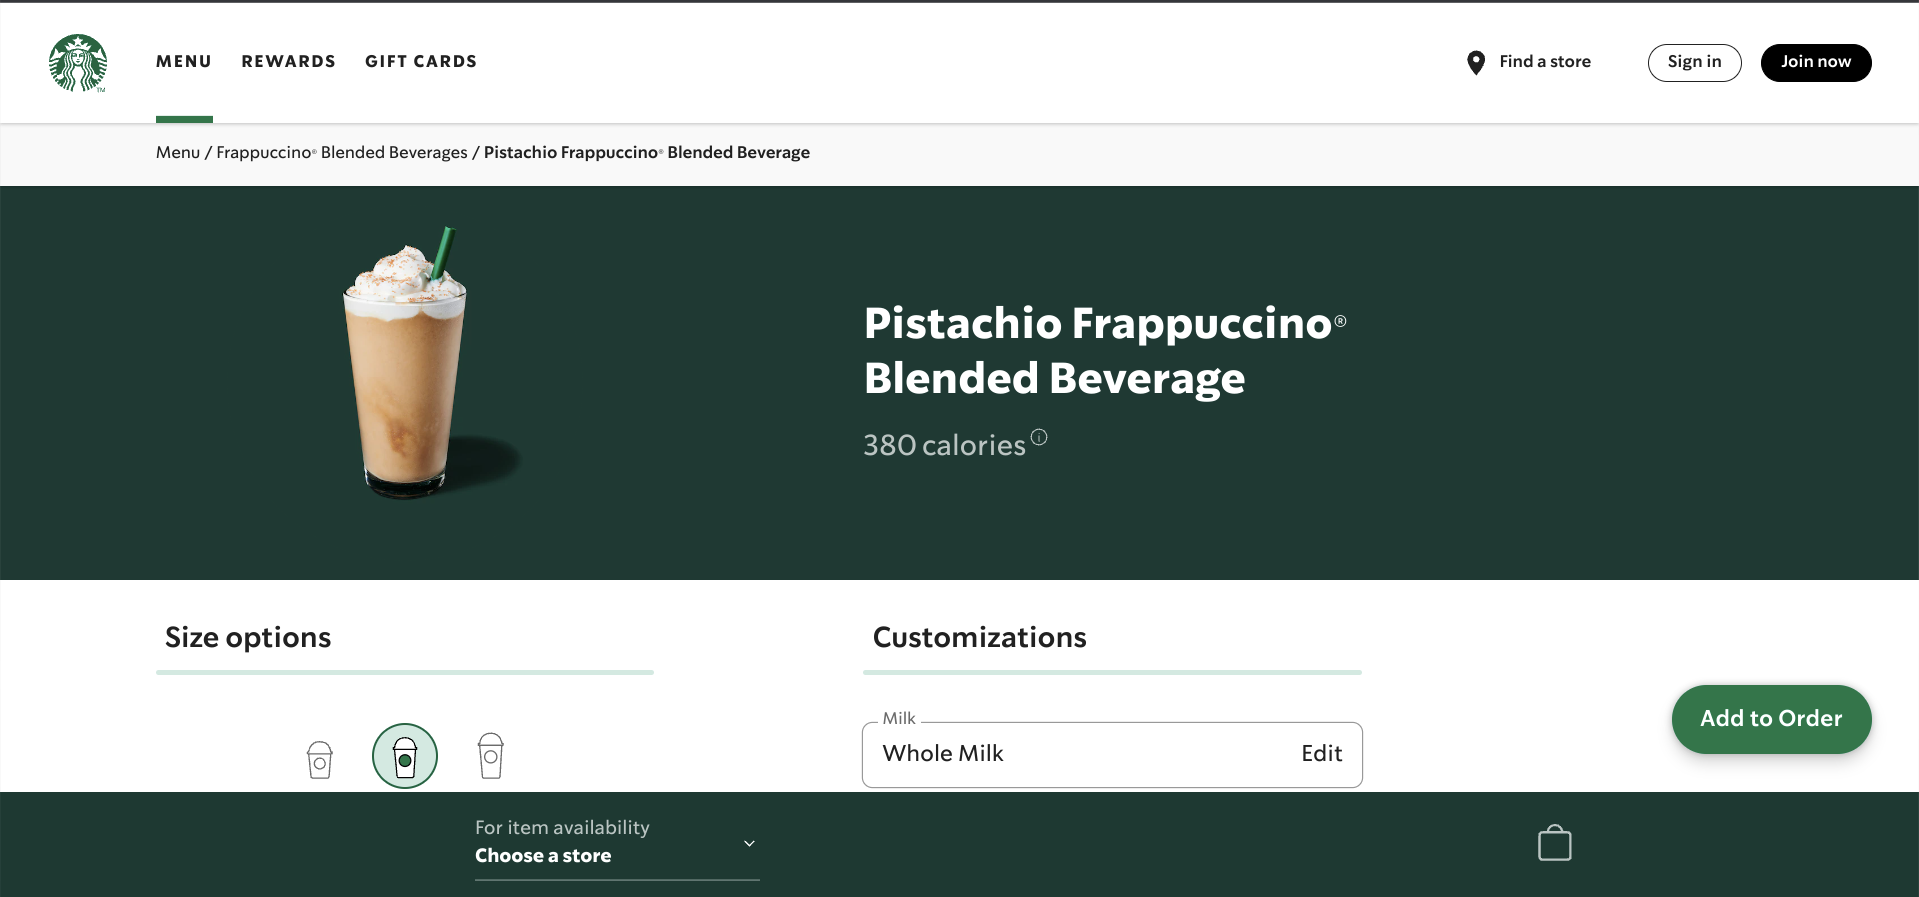 MENU REWARDS GIFT CARDS Find a store Sign in Join now
Menu / Frappuccino® Blended Beverages / Pistachio Frappuccino® Blended Beverage
Pistachio Frappuccino®
Blended Beverage
380 calories
Size options
Customizations
Milk
Whole Milk Edit
Add to Order
For item availability
Choose a store
TM